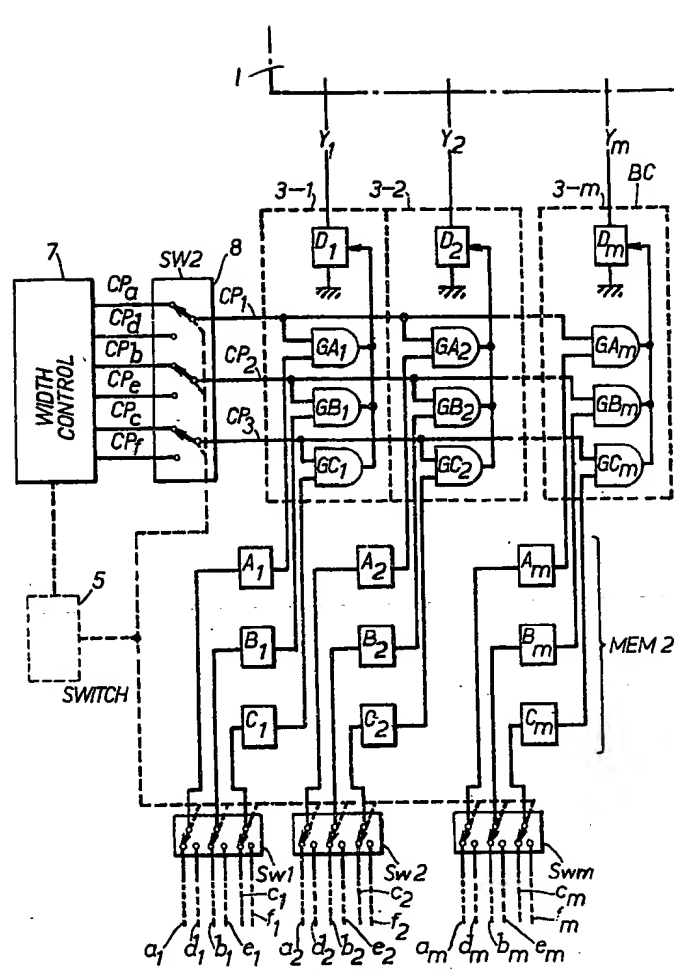 1
Y1 Y2 Ym
3-1 3-2 3-m BC
D1 D2 Dm
7 SW2 8
CPa
CPd
CPb
CPe
CPc
CPf
WIDTH CONTROL
CP1
CP2
CP3
GA1 GA2 GAm
GB1 GB2 GBm
GC1 GC2 GCm
5
SWITCH
A1 A2 Am
B1 B2 Bm
C1 C2 Cm
MEM 2
Sw1 Sw2 Swm
c1 c2 cm
f1 f2 fm
a1 d1 b1 e1 a2 d2 b2 e2 am dm bm em